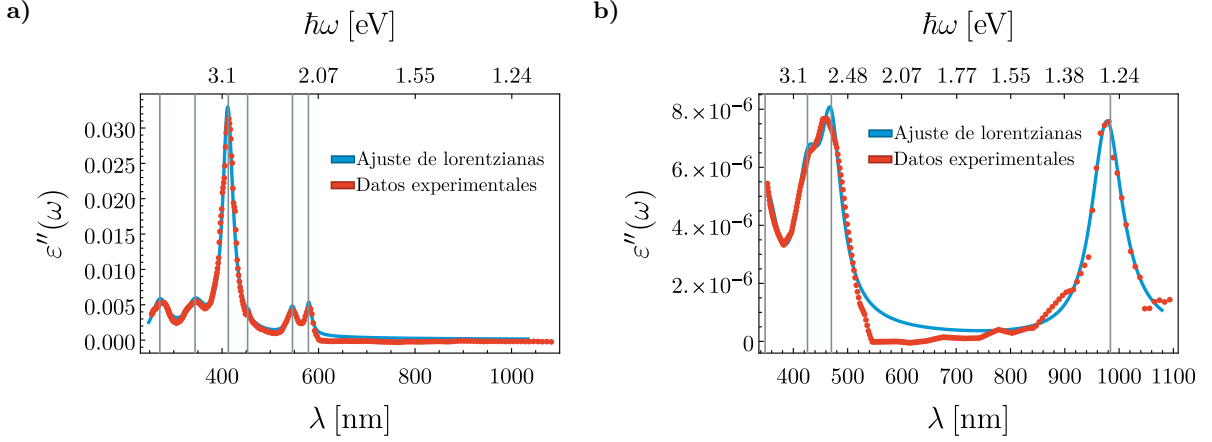 a)
ħω [eV]
3.1 2.07 1.55 1.24
0.030
0.025
0.020
0.015
0.010
0.005
0.000
ε′′(ω)
Ajuste de lorentzianas
Datos experimentales
400 600 800 1000
λ [nm]
b)
ħω [eV]
3.1 2.48 2.07 1.77 1.55 1.38 1.24
8.×10⁻⁶
6.×10⁻⁶
4.×10⁻⁶
2.×10⁻⁶
0
ε′′(ω)
Ajuste de lorentzianas
Datos experimentales
400 500 600 700 800 900 1000 1100
λ [nm]